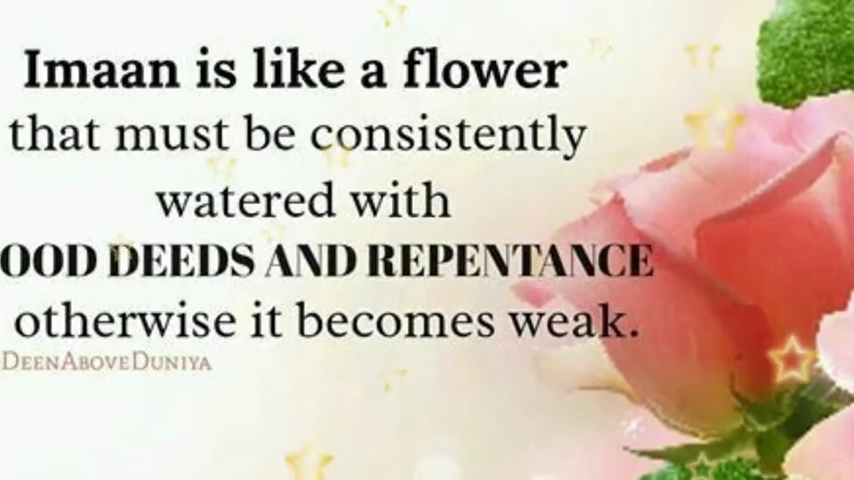 Imaan is like a flower
that must be consistently
watered with
OOD DEEDS AND REPENTANCE
otherwise it becomes weak.
DEENABOVEDUNIYA